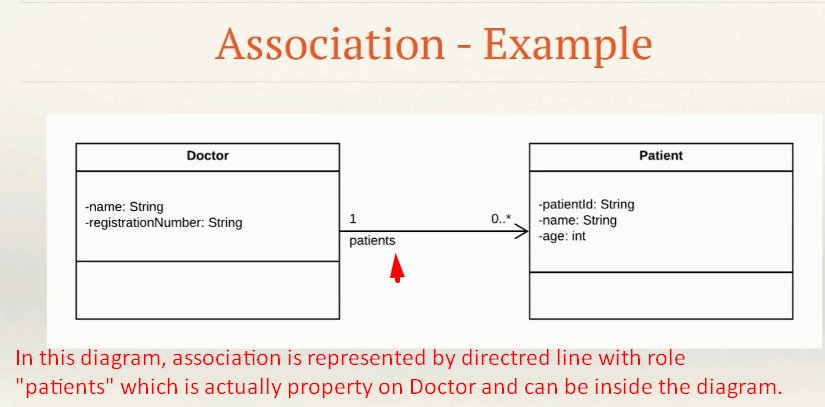 Association - Example
Doctor
Patient
-name: String
-registrationNumber: String
1
0..*
patients
-patientId: String
-name: String
-age: int
In this diagram, association is represented by directred line with role
"patients" which is actually property on Doctor and can be inside the diagram.